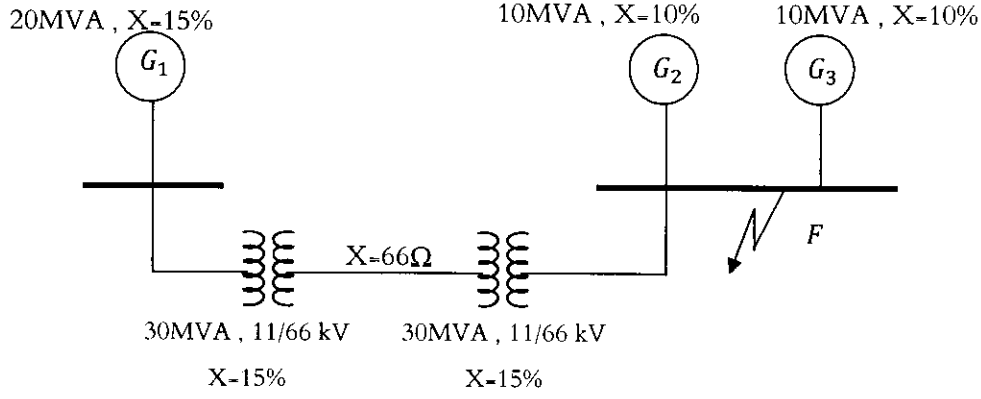 20MVA , X=15%
10MVA , X=10%
10MVA , X=10%
G₁
G₂
G₃
F
X=66Ω
30MVA , 11/66 kV
X=15%
30MVA , 11/66 kV
X=15%